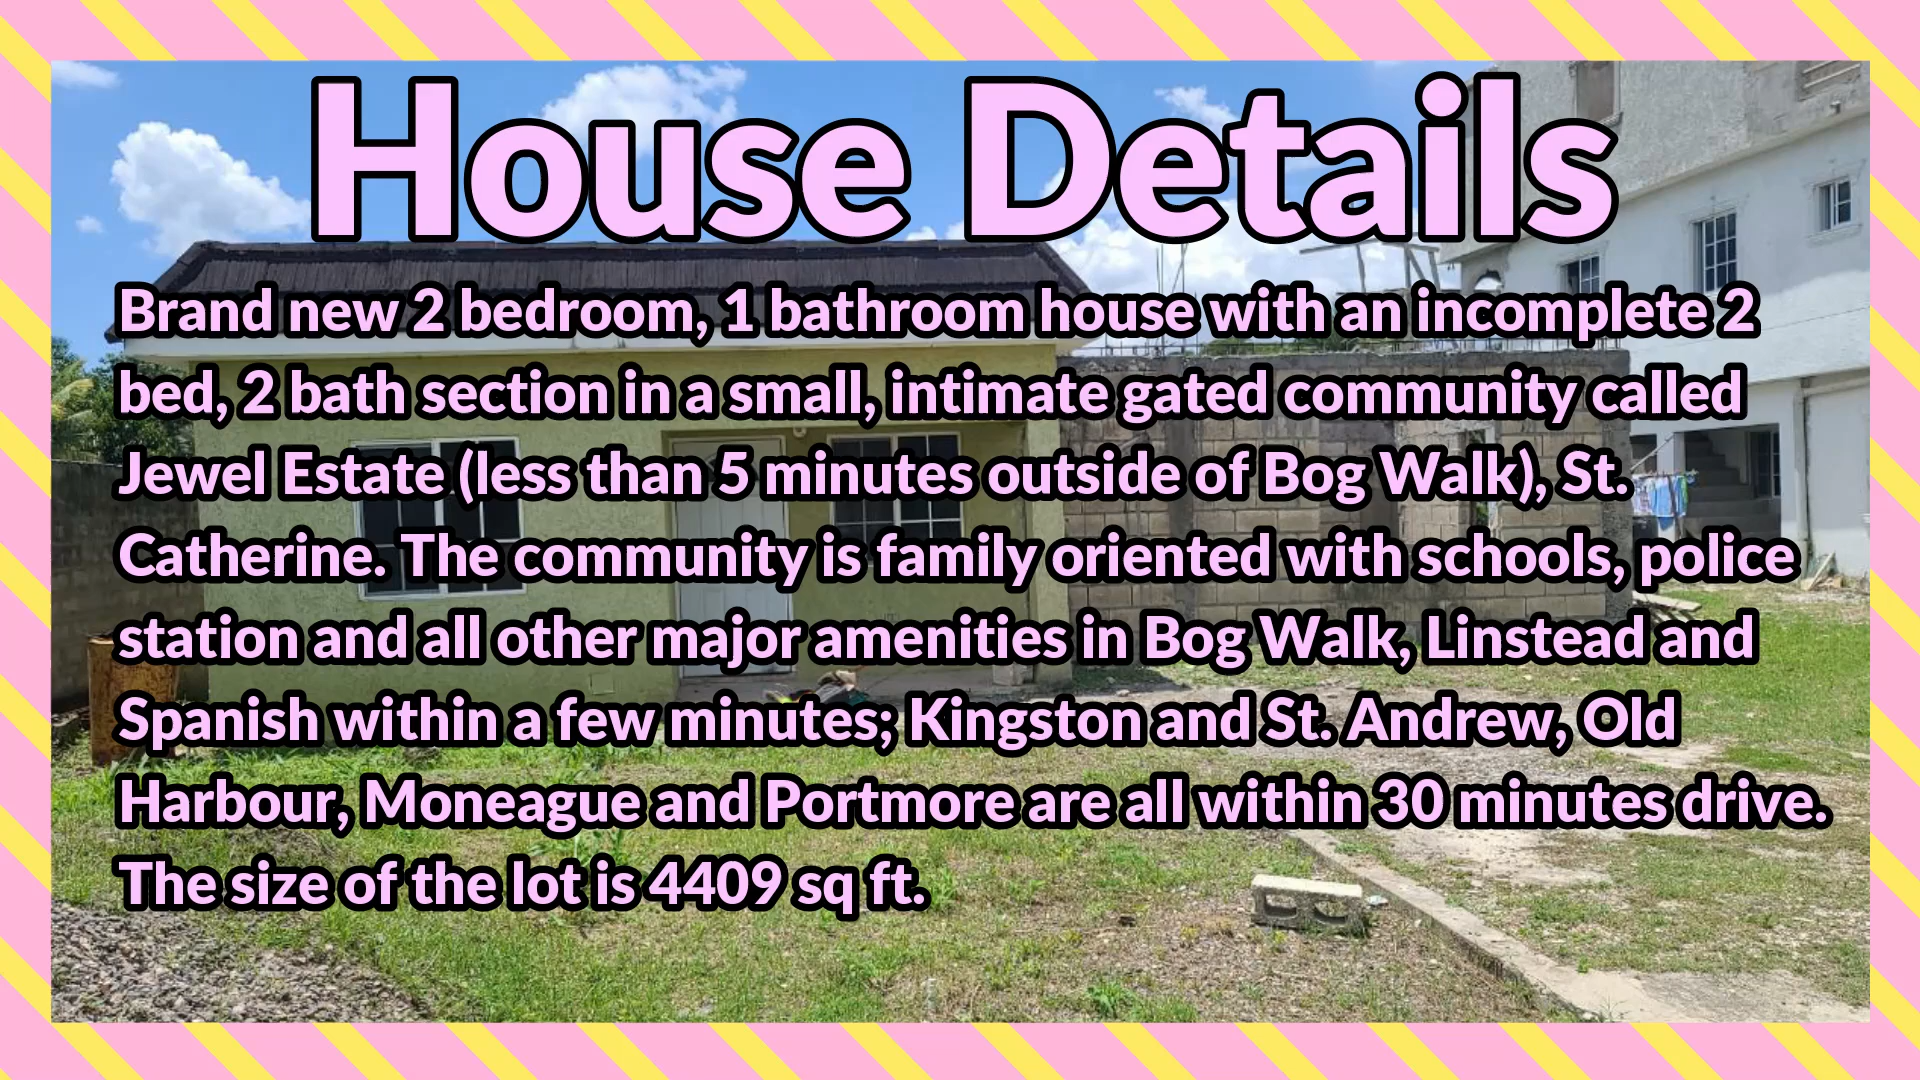 House Details
Brand new 2 bedroom, 1 bathroom house with an incomplete 2
bed, 2 bath section in a small, intimate gated community called
Jewel Estate (less than 5 minutes outside of Bog Walk), St.
Catherine. The community is family oriented with schools, police
station and all other major amenities in Bog Walk, Linstead and
Spanish within a few minutes; Kingston and St. Andrew, Old
Harbour, Moneague and Portmore are all within 30 minutes drive.
The size of the lot is 4409 sq ft.